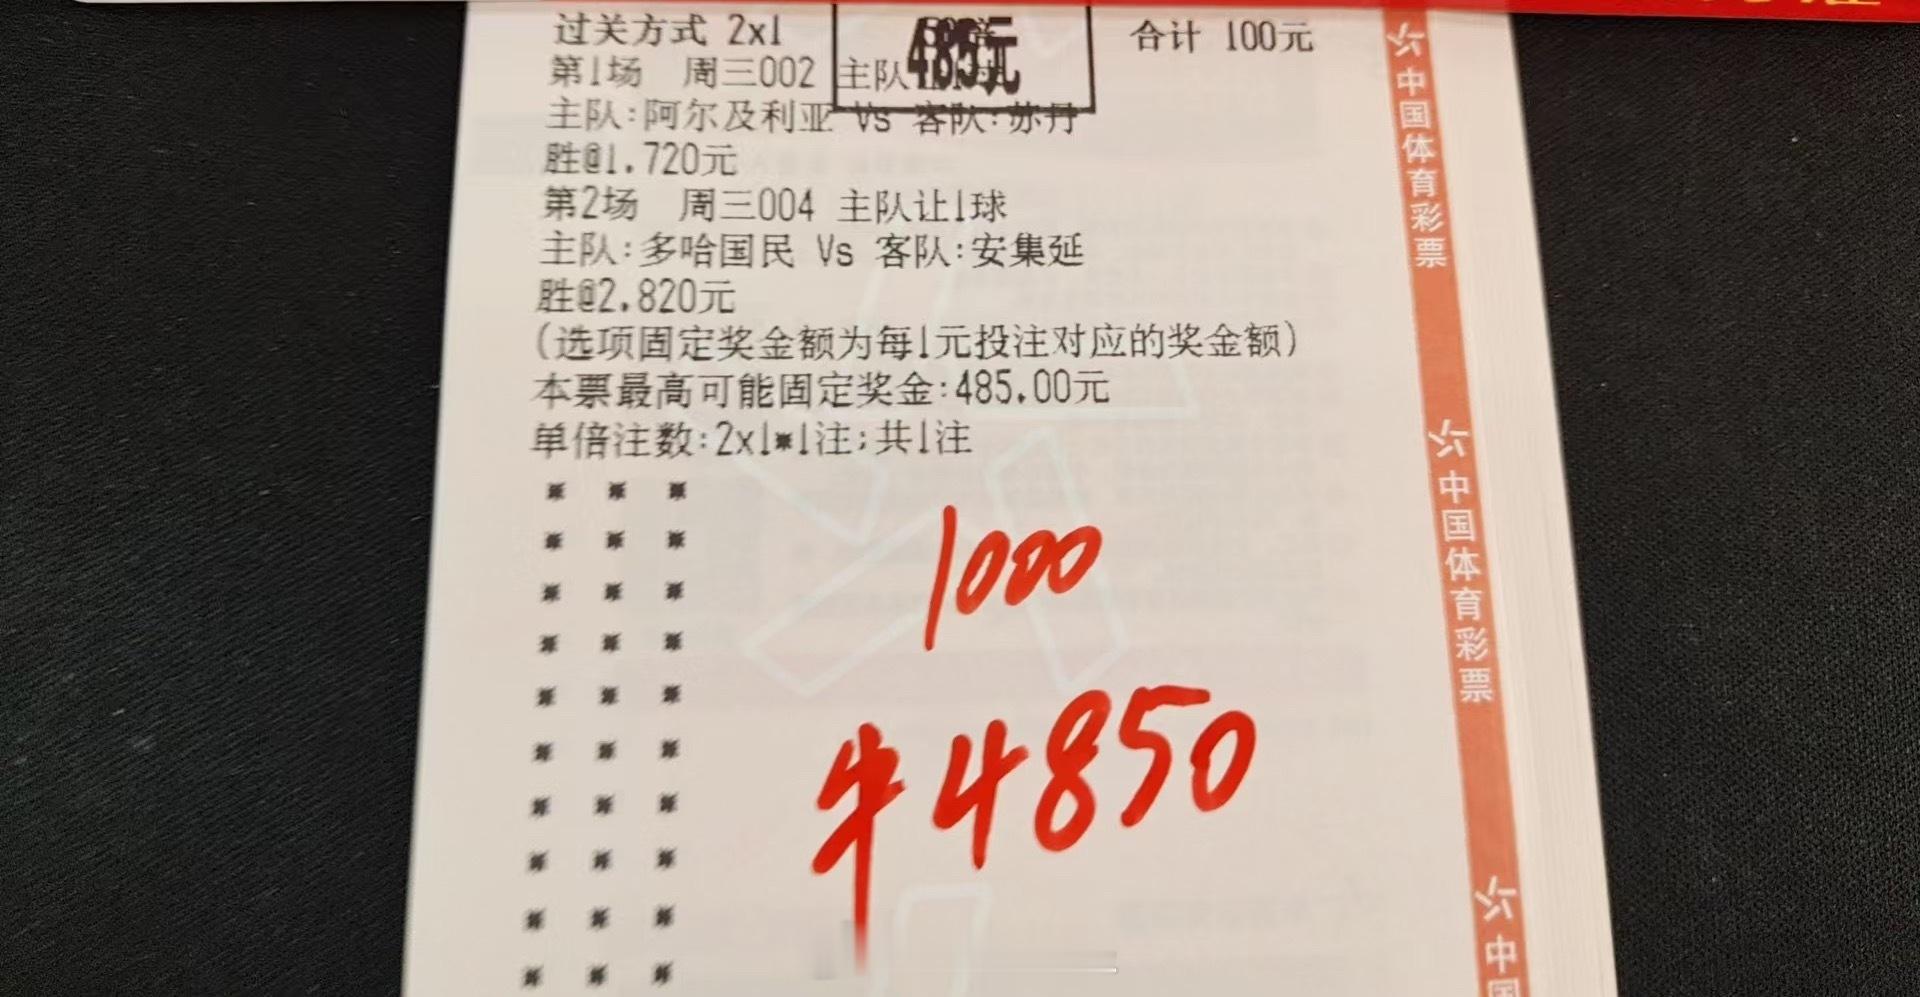 过关方式 2x1
485元
合计 100元
第1场 周三002 主队
主队:阿尔及利亚 Vs 客队:苏丹
胜@1.720元
第2场 周三004 主队让1球
主队:多哈国民 Vs 客队:安集延
胜@2.820元
(选项固定奖金额为每1元投注对应的奖金额)
本票最高可能固定奖金:485.00元
单倍注数:2x1*1注;共1注
1000
牛4850
中国体育彩票
中国体育彩票
中国